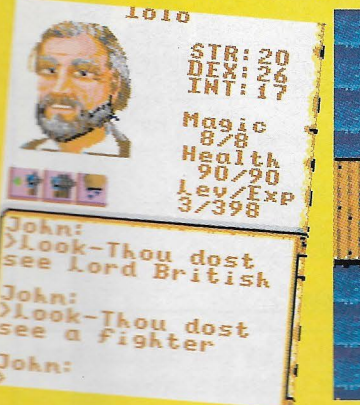 STR:20
DEX:26
INT:17
Magic
8/8
Health
90/90
Lev/Exp
3/398
John:
>Look-Thou dost
see Lord British
John:
>Look-Thou dost
see a fighter
John:
>